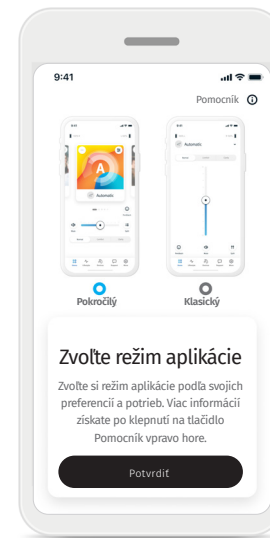 9:41
Pomocník
A
Automatic
Automatic
Pokročilý
Klasický
Zvoľte režim aplikácie
Zvoľte si režim aplikácie podľa svojich
preferencií a potrieb. Viac informácií
získate po klepnutí na tlačidlo
Pomocník vpravo hore.
Potvrdiť